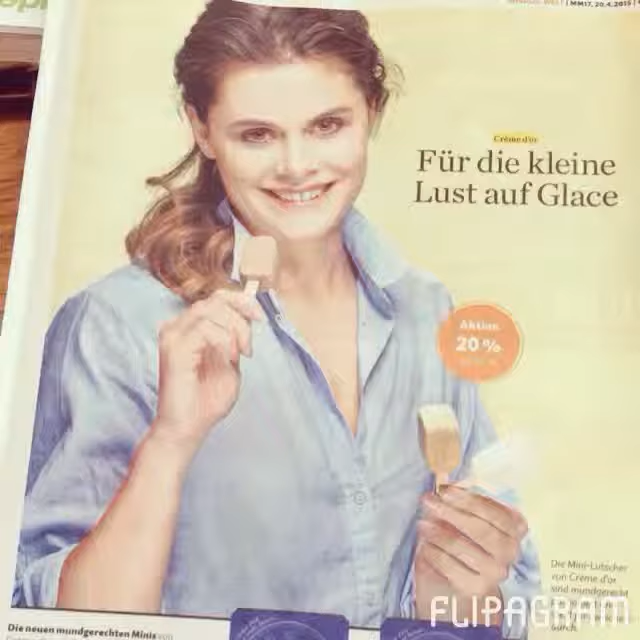 MM17, 20.4.2015
Crème d'or
Für die kleine
Lust auf Glace
Aktion
20 %
Die Mini-Lutscher
von Crème d'or
sind mundgerecht
FLIPAGRAM
Die neuen mundgerechten Minis von